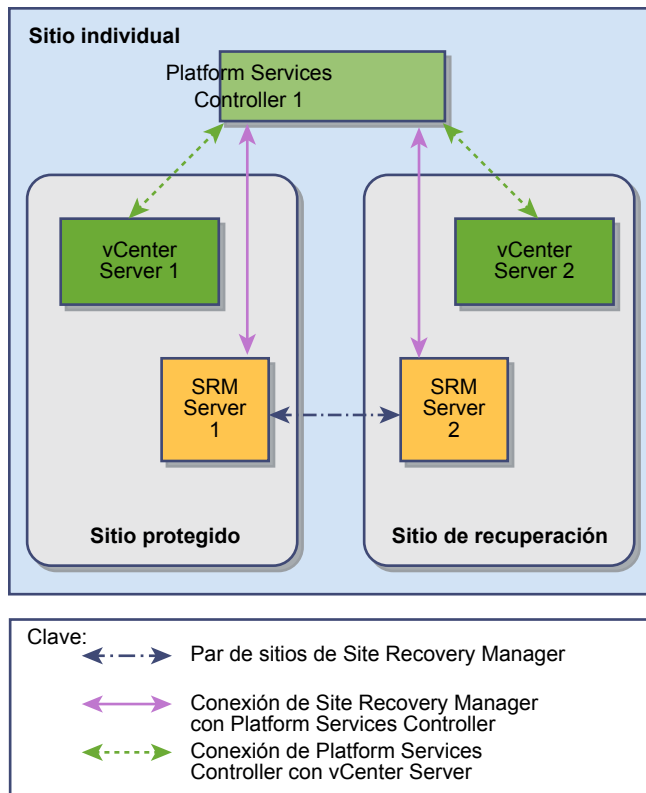 Sitio individual
Platform Services
Controller 1
vCenter
Server 1
vCenter
Server 2
SRM
Server
1
SRM
Server
2
Sitio protegido
Sitio de recuperación
Clave:
Par de sitios de Site Recovery Manager
Conexión de Site Recovery Manager
con Platform Services Controller
Conexión de Platform Services
Controller con vCenter Server